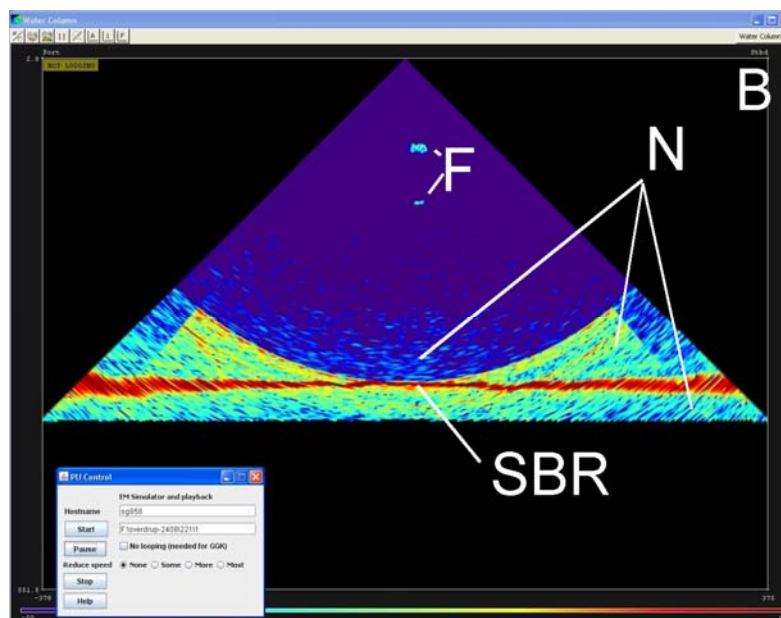 Water Column
Water Column
Port
Stbd
NOT LOGGING
B
N
F
SBR
PU Control
EM Simulator and playback
Hostname
Start
Pause
No looping (needed for GGK)
Reduce speed
None
Some
More
Most
Stop
Help